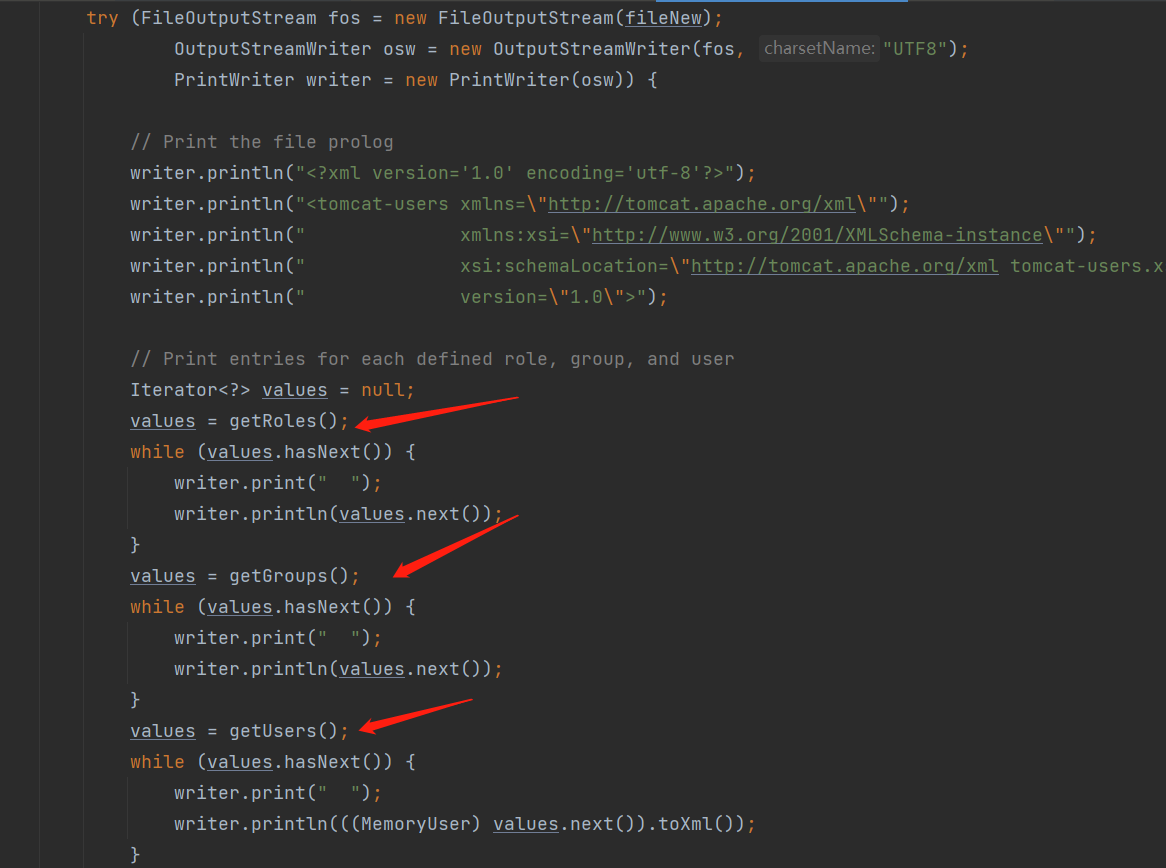 try (FileOutputStream fos = new FileOutputStream(fileNew);
        OutputStreamWriter osw = new OutputStreamWriter(fos, charsetName: "UTF8");
        PrintWriter writer = new PrintWriter(osw)) {
    // Print the file prolog
    writer.println("<?xml version='1.0' encoding='utf-8'?>");
    writer.println("<tomcat-users xmlns=\"http://tomcat.apache.org/xml\"");
    writer.println("              xmlns:xsi=\"http://www.w3.org/2001/XMLSchema-instance\"");
    writer.println("              xsi:schemaLocation=\"http://tomcat.apache.org/xml tomcat-users.x
    writer.println("              version=\"1.0\">");
    // Print entries for each defined role, group, and user
    Iterator<?> values = null;
    values = getRoles();
    while (values.hasNext()) {
        writer.print("  ");
        writer.println(values.next());
    }
    values = getGroups();
    while (values.hasNext()) {
        writer.print("  ");
        writer.println(values.next());
    }
    values = getUsers();
    while (values.hasNext()) {
        writer.print("  ");
        writer.println(((MemoryUser) values.next()).toXml());
    }